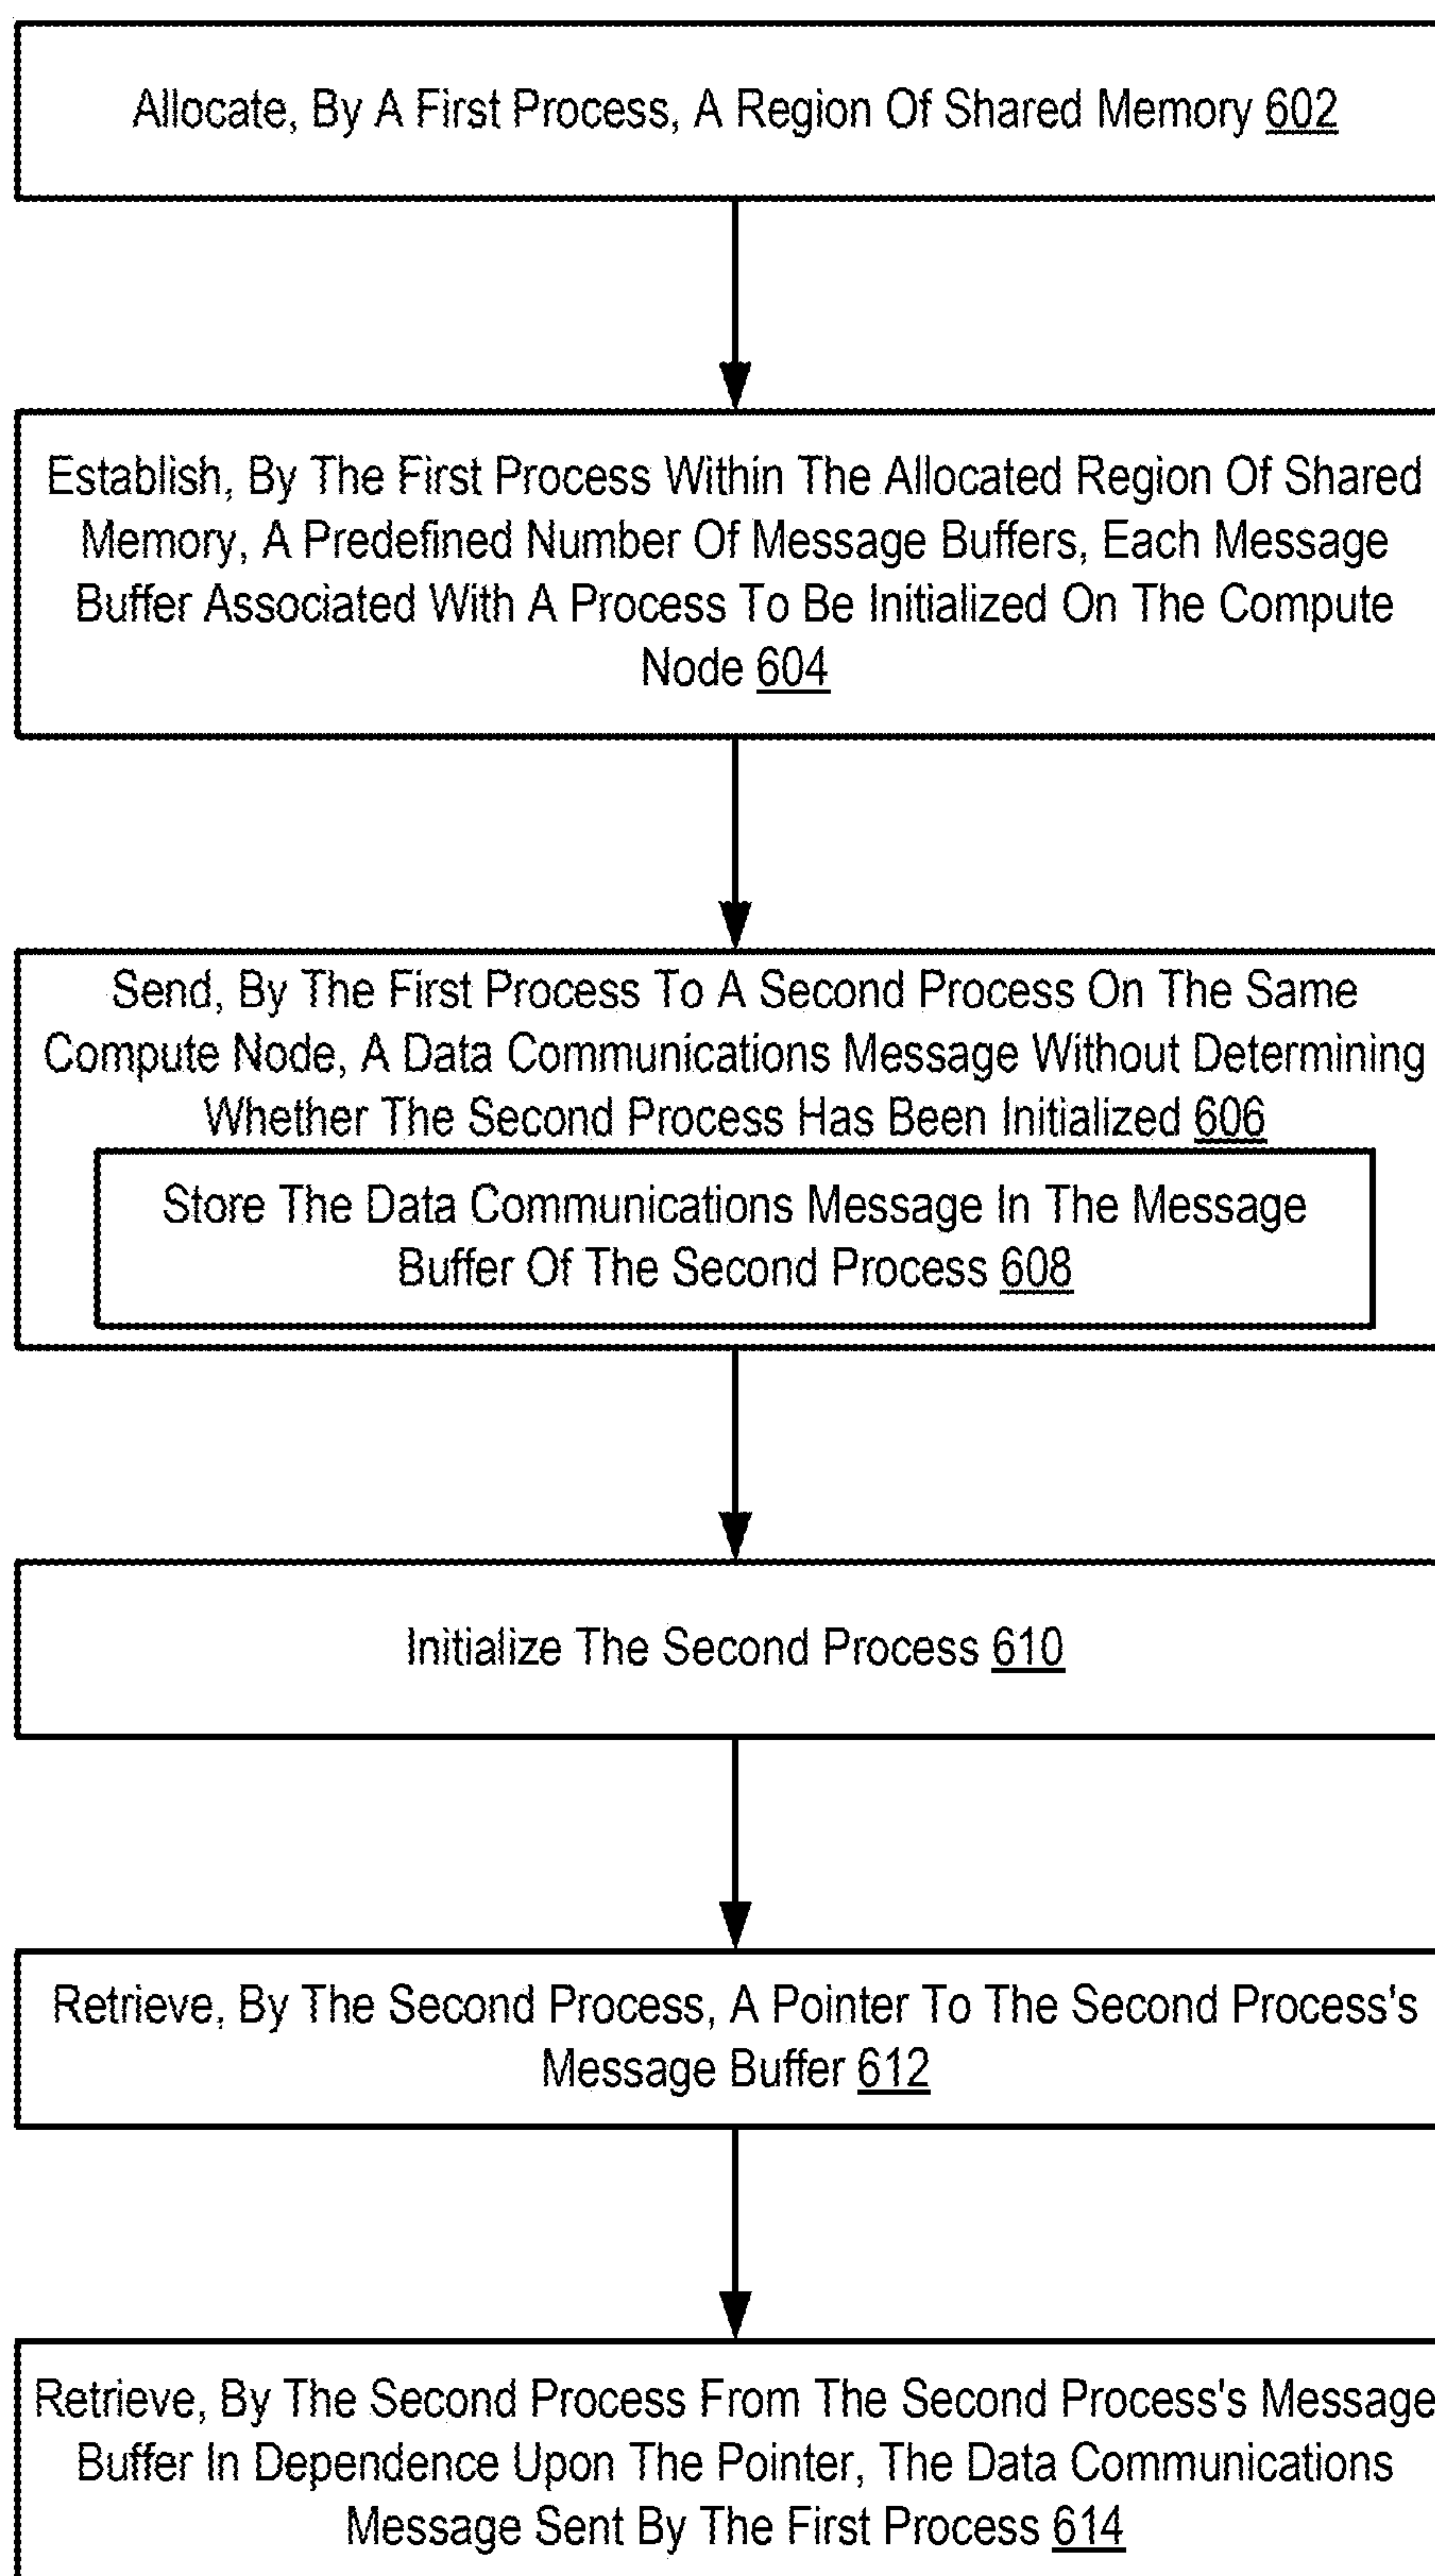 Allocate, By A First Process, A Region Of Shared Memory 602
Establish, By The First Process Within The Allocated Region Of Shared
Memory, A Predefined Number Of Message Buffers, Each Message
Buffer Associated With A Process To Be Initialized On The Compute
Node 604
Send, By The First Process To A Second Process On The Same
Compute Node, A Data Communications Message Without Determining
Whether The Second Process Has Been Initialized 606
Store The Data Communications Message In The Message
Buffer Of The Second Process 608
Initialize The Second Process 610
Retrieve, By The Second Process, A Pointer To The Second Process's
Message Buffer 612
Retrieve, By The Second Process From The Second Process's Message
Buffer In Dependence Upon The Pointer, The Data Communications
Message Sent By The First Process 614